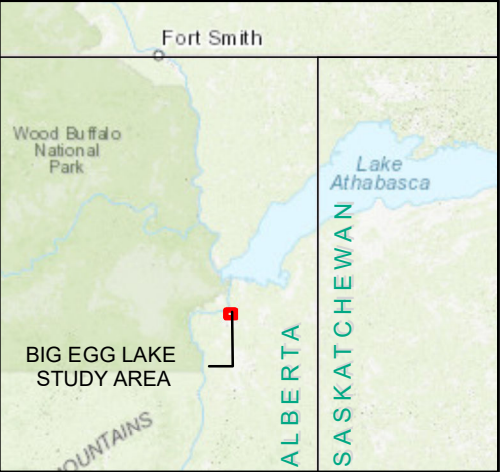 Fort Smith
Wood Buffalo
National
Park
Lake
Athabasca
BIG EGG LAKE
STUDY AREA
ALBERTA
SASKATCHEWAN
OUNTAINS